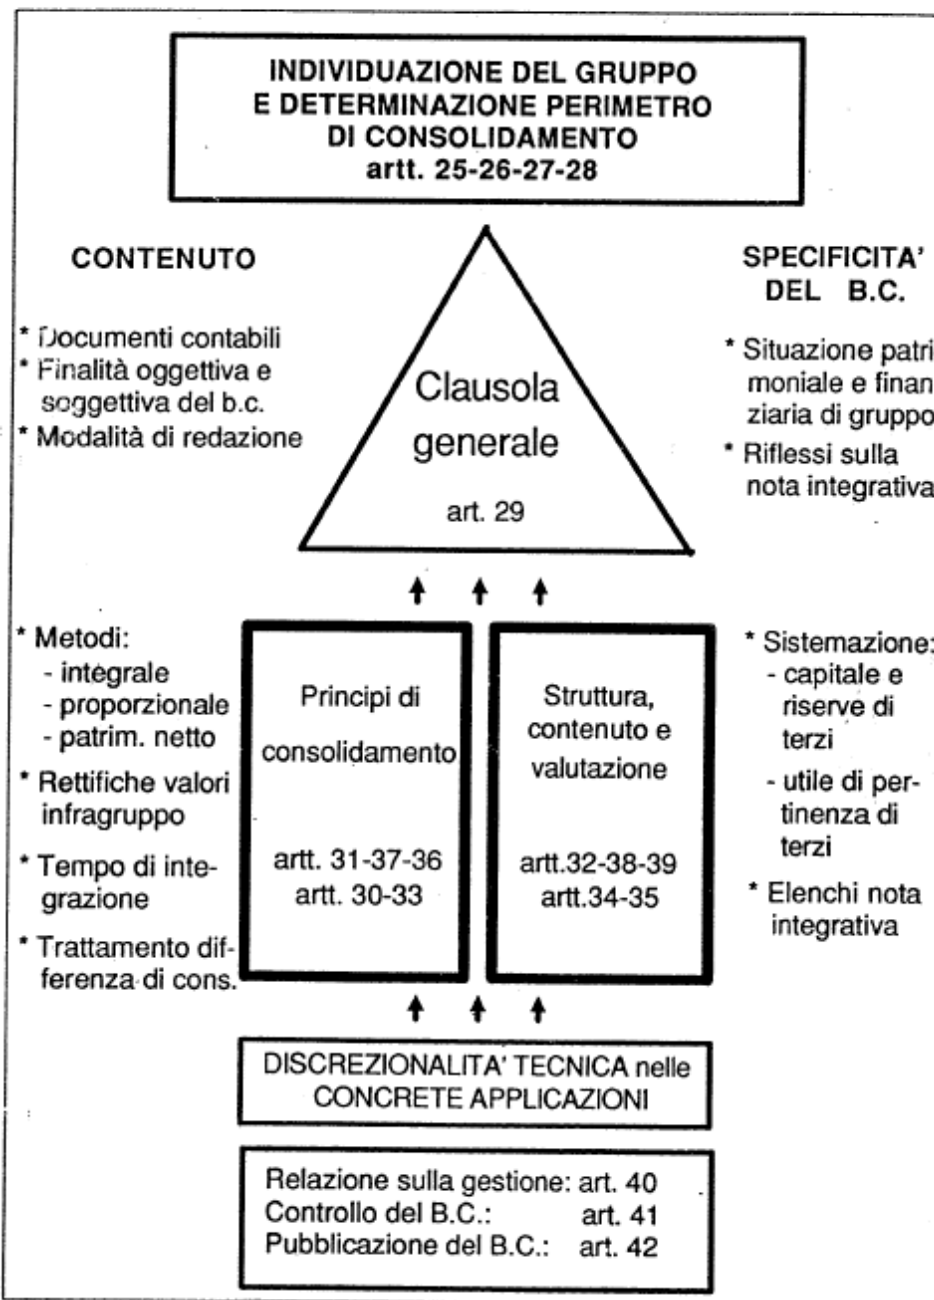 INDIVIDUAZIONE DEL GRUPPO
E DETERMINAZIONE PERIMETRO
DI CONSOLIDAMENTO
artt. 25-26-27-28
CONTENUTO
* Documenti contabili
* Finalità oggettiva e
soggettiva del b.c.
* Modalità di redazione
Clausola
generale
art. 29
SPECIFICITA'
DEL B.C.
* Situazione patri
moniale e finan
ziaria di gruppo
* Riflessi sulla
nota integrativa
* Metodi:
- integrale
- proporzionale
- patrim. netto
* Rettifiche valori
infragruppo
* Tempo di inte-
grazione
* Trattamento dif-
ferenza di cons.
Principi di
consolidamento
artt. 31-37-36
artt. 30-33
Struttura,
contenuto e
valutazione
artt.32-38-39
artt.34-35
* Sistemazione:
- capitale e
riserve di
terzi
- utile di per-
tinenza di
terzi
* Elenchi nota
integrativa
DISCREZIONALITA' TECNICA nelle
CONCRETE APPLICAZIONI
Relazione sulla gestione: art. 40
Controllo del B.C.: art. 41
Pubblicazione del B.C.: art. 42